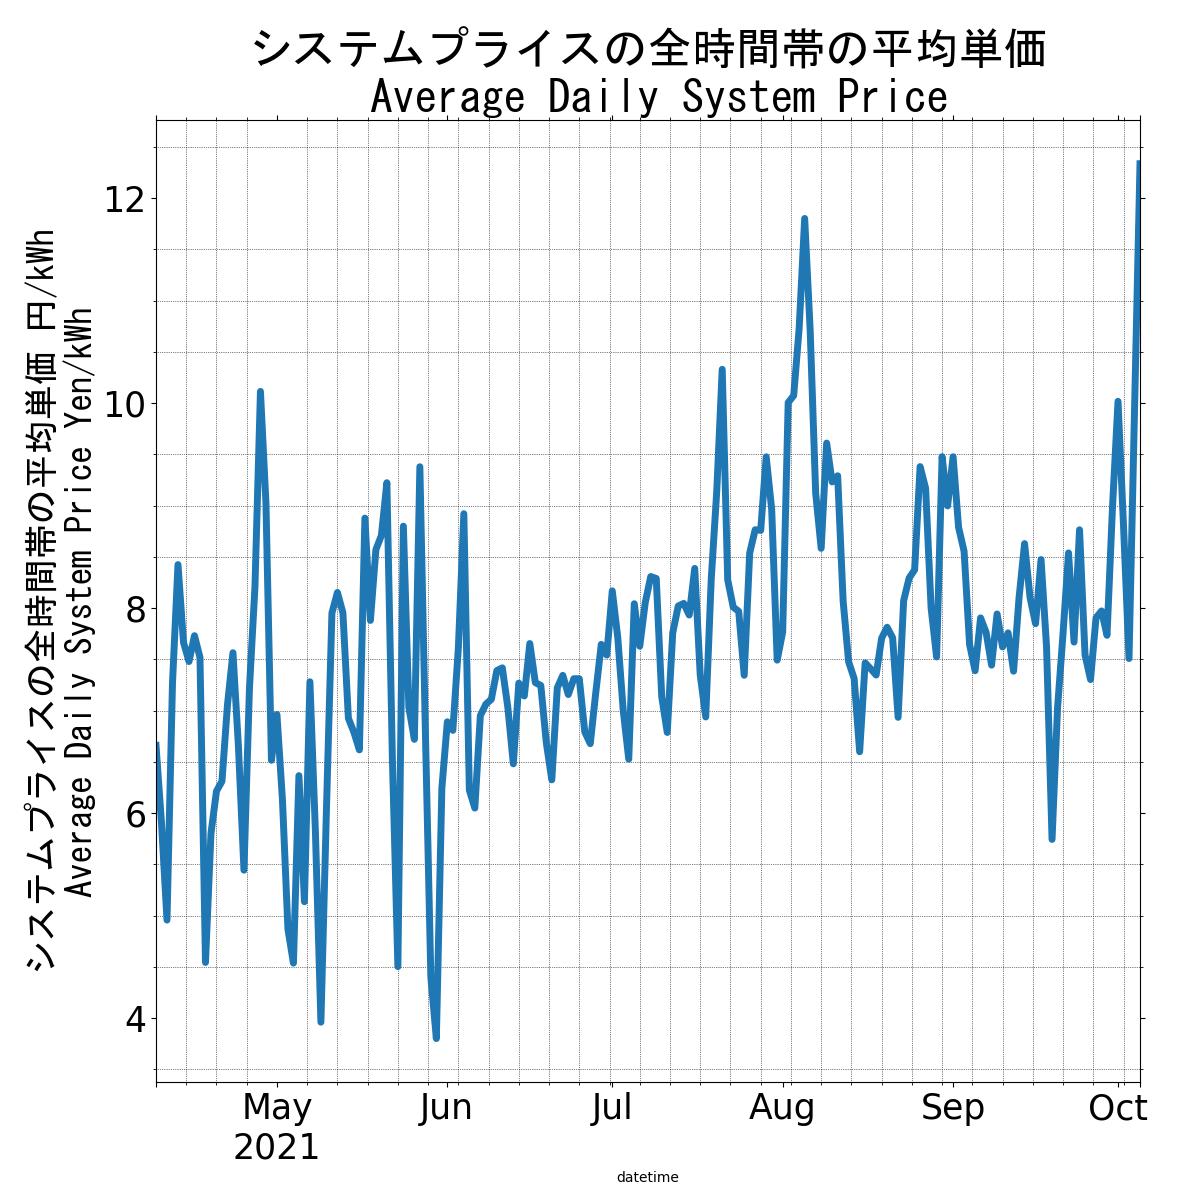 システムプライスの全時間帯の平均単価
Average Daily System Price
システムプライスの全時間帯の平均単価 円/kWh
Average Daily System Price Yen/kWh
12
10
8
6
4
May
2021
Jun
Jul
Aug
Sep
Oct
datetime